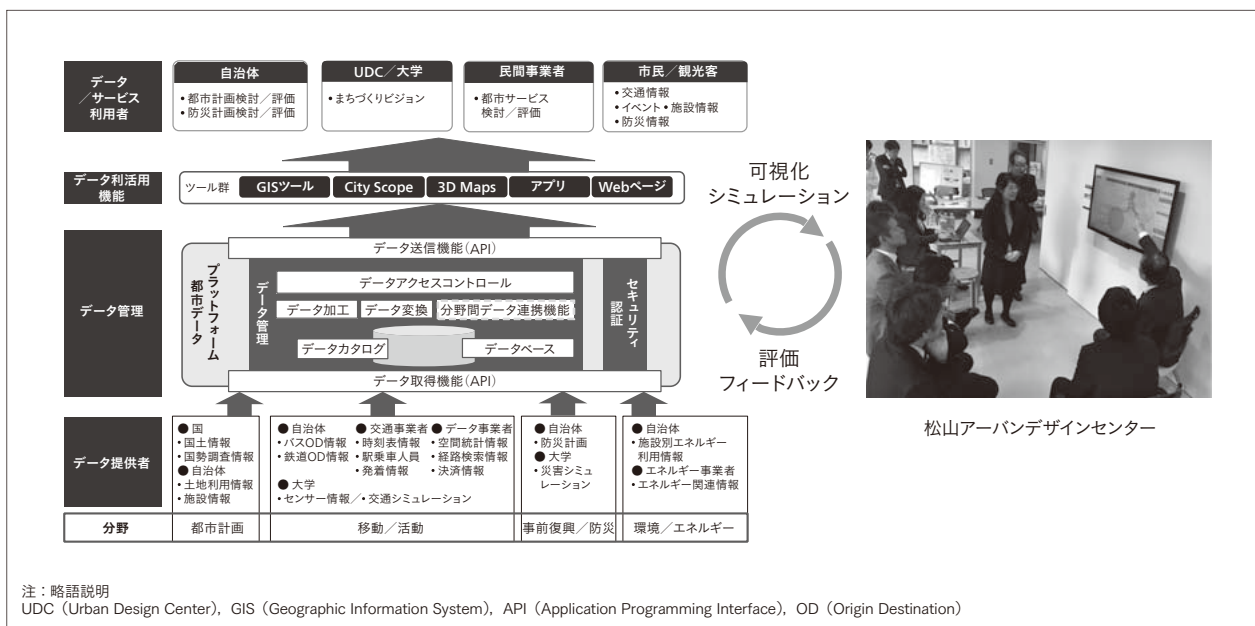 データ
／サービス
利用者
自治体
• 都市計画検討／評価
• 防災計画検討／評価
UDC／大学
• まちづくりビジョン
民間事業者
• 都市サービス
検討／評価
市民／観光客
• 交通情報
• イベント • 施設情報
• 防災情報
データ利活用
機能
ツール群
GISツール
City Scope
3D Maps
アプリ
Webページ
データ管理
都市データ
プラットフォーム
データ送信機能（API）
データ管理
データアクセスコントロール
データ加工
データ変換
分野間データ連携機能
データカタログ
データベース
セキュリティ
認証
データ取得機能（API）
データ提供者
● 国
• 国土情報
• 国勢調査情報
● 自治体
• 土地利用情報
• 施設情報
● 自治体
• バスOD情報
• 鉄道OD情報
● 交通事業者
• 時刻表情報
• 駅乗車人員
• 発着情報
● データ事業者
• 空間統計情報
• 経路検索情報
• 決済情報
● 大学
• センサー情報／• 交通シミュレーション
● 自治体
• 防災計画
● 大学
• 災害シミュ
レーション
● 自治体
• 施設別エネルギー
利用情報
● エネルギー事業者
• エネルギー関連情報
分野
都市計画
移動／活動
事前復興／防災
環境／エネルギー
可視化
シミュレーション
評価
フィードバック
松山アーバンデザインセンター
注：略語説明
UDC（Urban Design Center），GIS（Geographic Information System），API（Application Programming Interface），OD（Origin Destination）